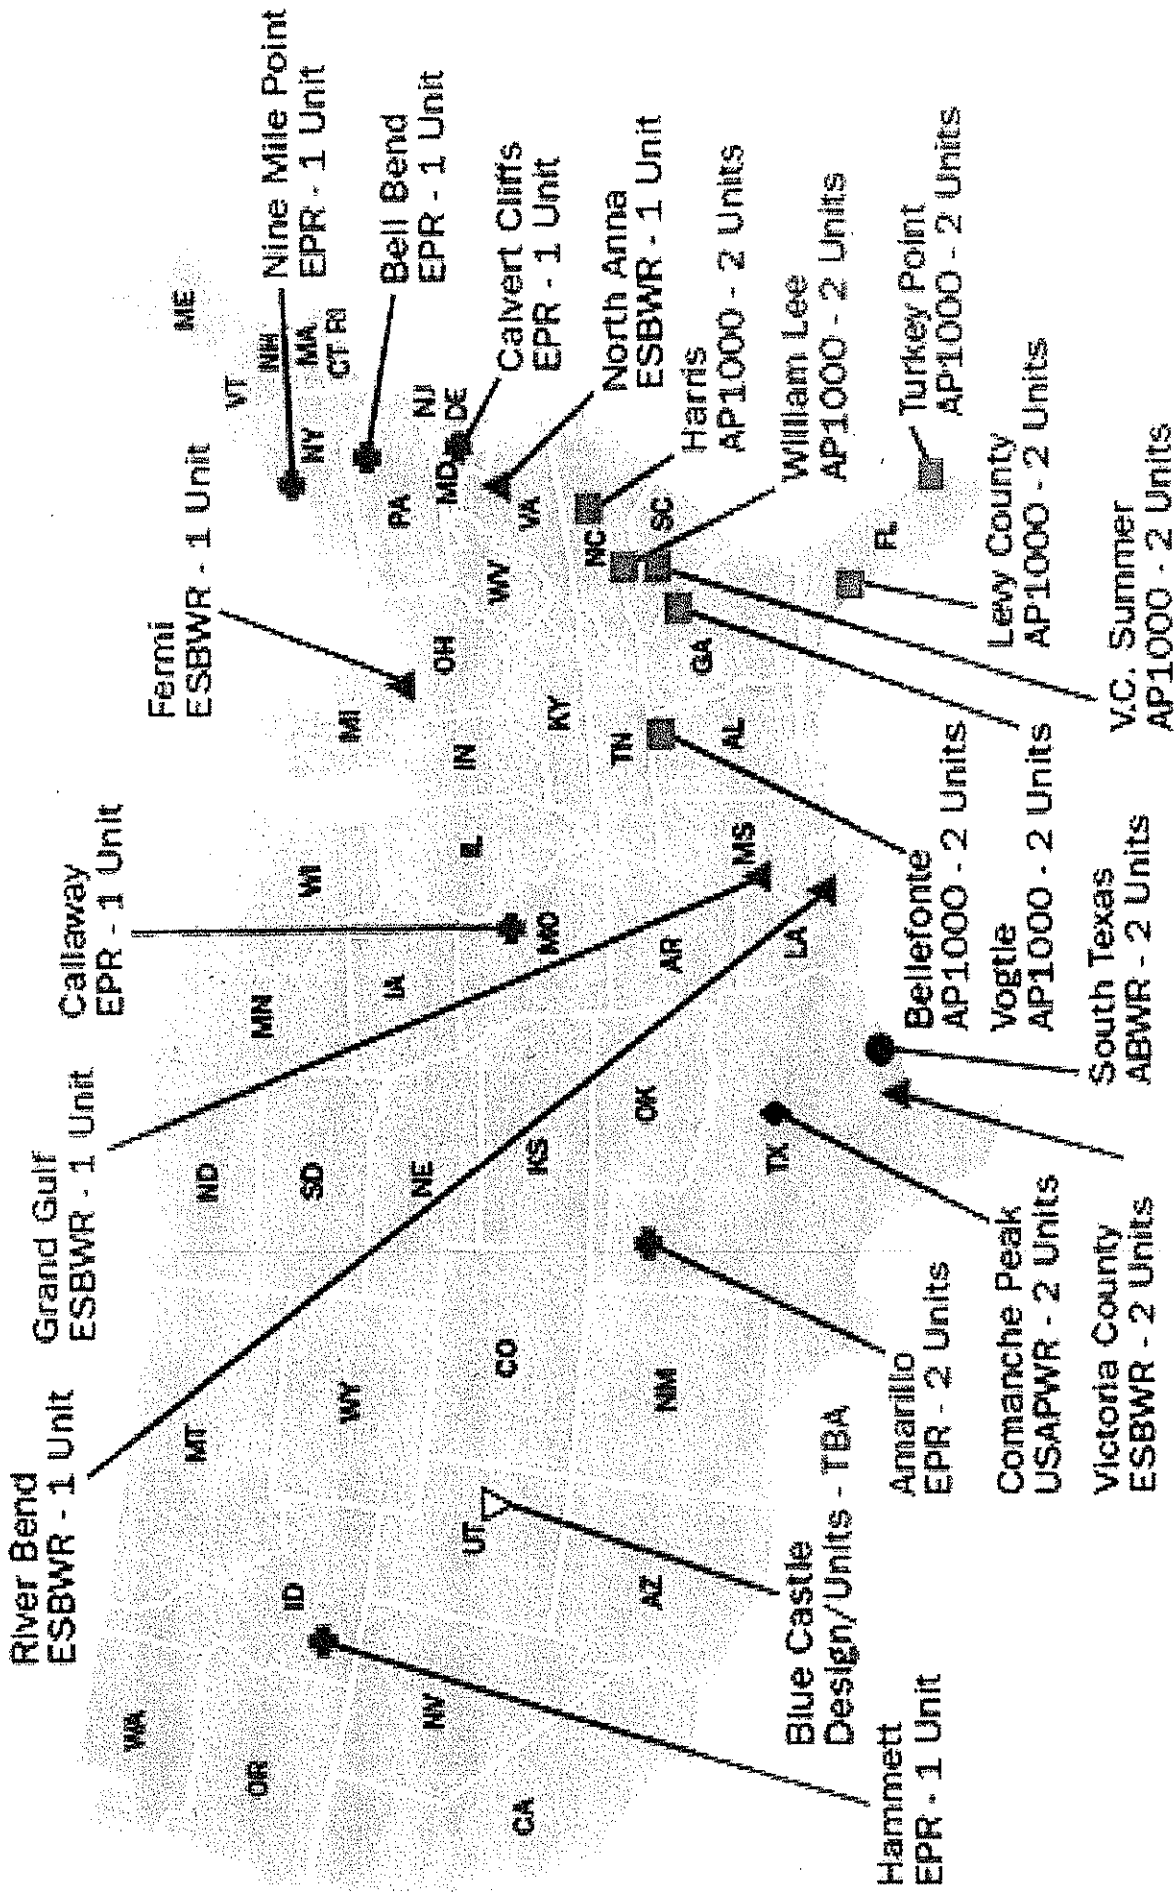 River Bend
ESBWR - 1 Unit
Grand Gulf
ESBWR - 1 Unit
Callaway
EPR - 1 Unit
Fermi
ESBWR - 1 Unit
Nine Mile Point
EPR - 1 Unit
Bell Bend
EPR - 1 Unit
Calvert Cliffs
EPR - 1 Unit
North Anna
ESBWR - 1 Unit
Harris
AP1000 - 2 Units
William Lee
AP1000 - 2 Units
Turkey Point
AP1000 - 2 Units
Levy County
AP1000 - 2 Units
V.C. Summer
AP1000 - 2 Units
Bellefonte
AP1000 - 2 Units
Vogtle
AP1000 - 2 Units
South Texas
ABWR - 2 Units
Amarillo
EPR - 2 Units
Comanche Peak
USAPWR - 2 Units
Victoria County
ESBWR - 2 Units
Blue Castle
Design/Units - TBA
Hammett
EPR - 1 Unit
WA
OR
CA
NV
ID
MT
WY
UT
AZ
CO
NM
ND
SD
NE
KS
OK
TX
MN
IA
MO
AR
LA
WI
IL
MS
MI
IN
KY
TN
AL
OH
WV
GA
PA
VA
NC
SC
FL
NY
MD
DE
NJ
VT
NH
MA
CT
RI
ME